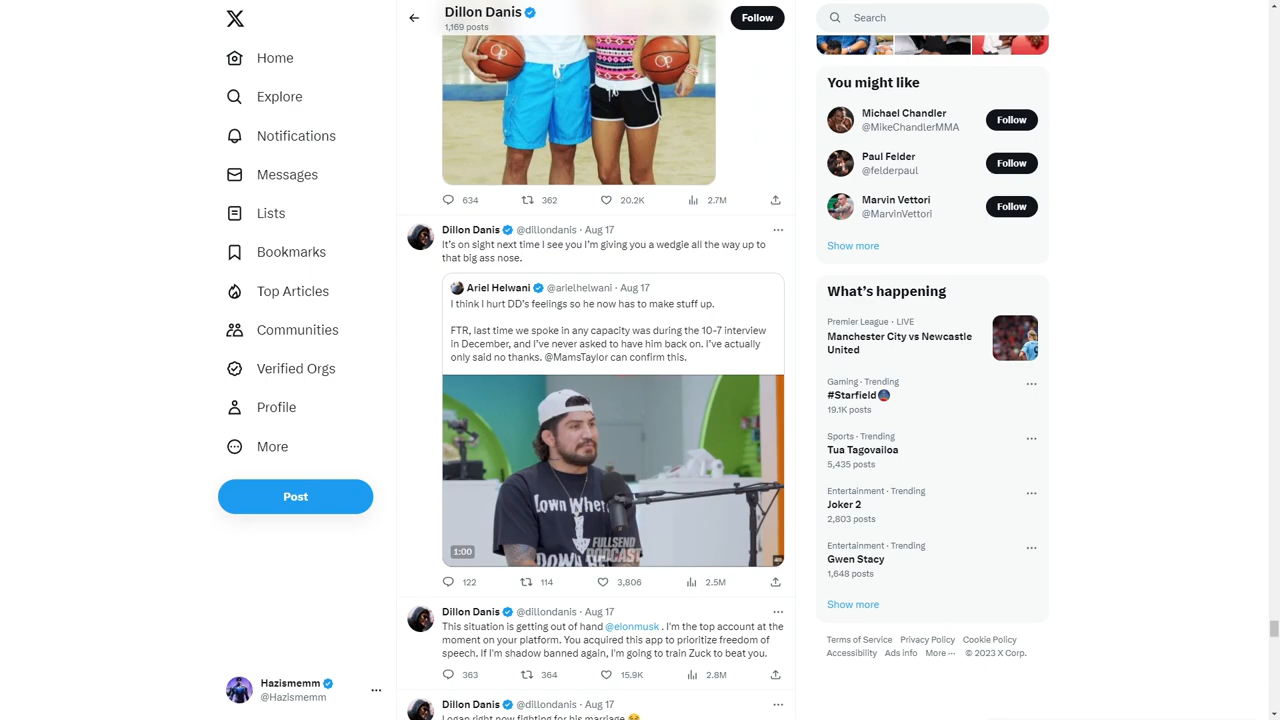 Home
Explore
Notifications
Messages
Lists
Bookmarks
Top Articles
Communities
Verified Orgs
Profile
More
Post
Hazismemm
@Hazismemm
Dillon Danis
1,169 posts
Follow
634
362
20.2K
2.7M
Dillon Danis @dillondanis · Aug 17
It's on sight next time I see you I'm giving you a wedgie all the way up to
that big ass nose.
Ariel Helwani @arielhelwani · Aug 17
I think I hurt DD's feelings so he now has to make stuff up.
FTR, last time we spoke in any capacity was during the 10-7 interview
in December, and I've never asked to have him back on. I've actually
only said no thanks. @MamsTaylor can confirm this.
FULLSEND
PODCAST
1:00
122
114
3,806
2.5M
Dillon Danis @dillondanis · Aug 17
This situation is getting out of hand @elonmusk . I'm the top account at the
moment on your platform. You acquired this app to prioritize freedom of
speech. If I'm shadow banned again, I'm going to train Zuck to beat you.
363
364
15.9K
2.8M
Dillon Danis @dillondanis · Aug 17
Logan right now fighting for his marriage
Search
You might like
Michael Chandler
@MikeChandlerMMA
Follow
Paul Felder
@felderpaul
Follow
Marvin Vettori
@MarvinVettori
Follow
Show more
What's happening
Premier League · LIVE
Manchester City vs Newcastle
United
Gaming · Trending
#Starfield
19.1K posts
Sports · Trending
Tua Tagovailoa
5,435 posts
Entertainment · Trending
Joker 2
2,803 posts
Entertainment · Trending
Gwen Stacy
1,648 posts
Show more
Terms of Service Privacy Policy Cookie Policy
Accessibility Ads info More ··· © 2023 X Corp.